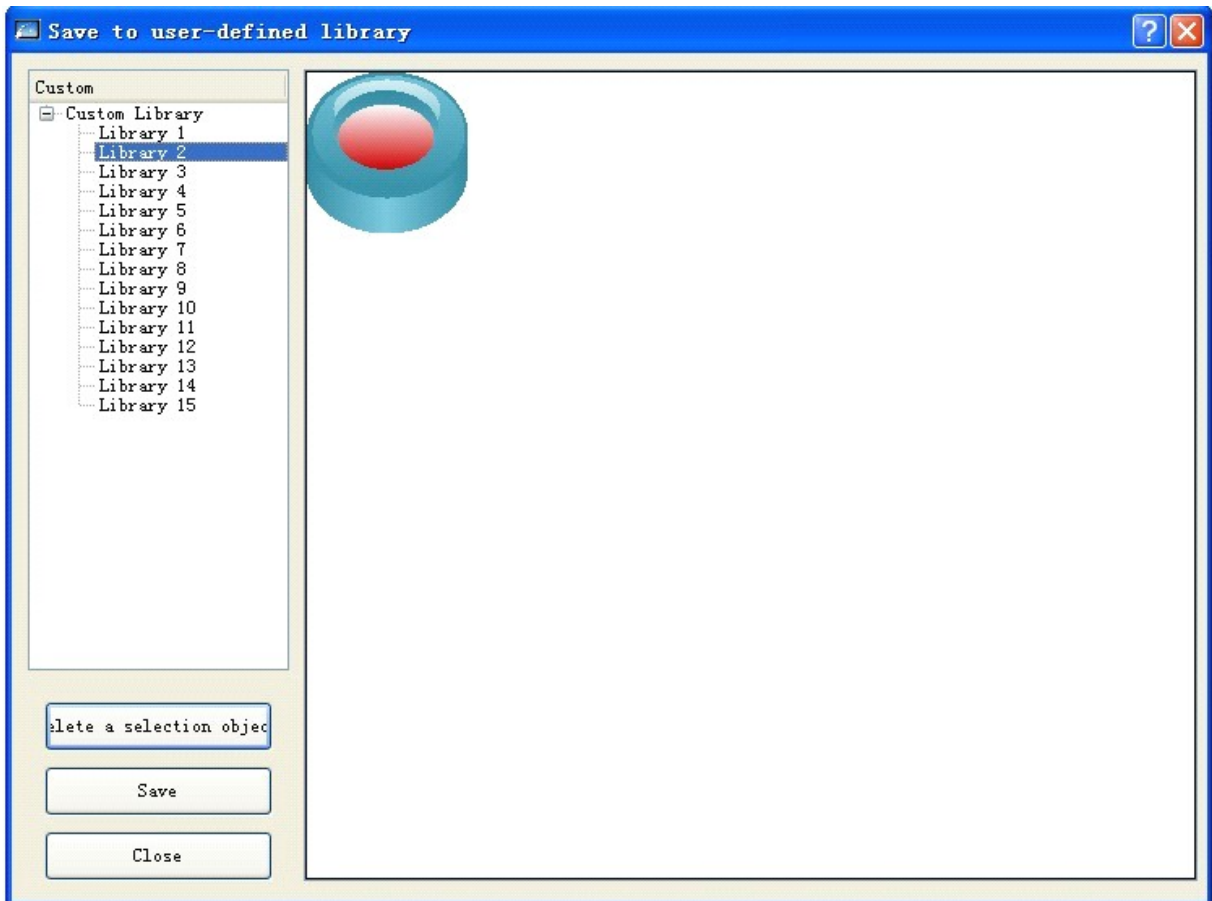 Save to user-defined library
Custom
Custom Library
Library 1
Library 2
Library 3
Library 4
Library 5
Library 6
Library 7
Library 8
Library 9
Library 10
Library 11
Library 12
Library 13
Library 14
Library 15
elete a selection objec
Save
Close